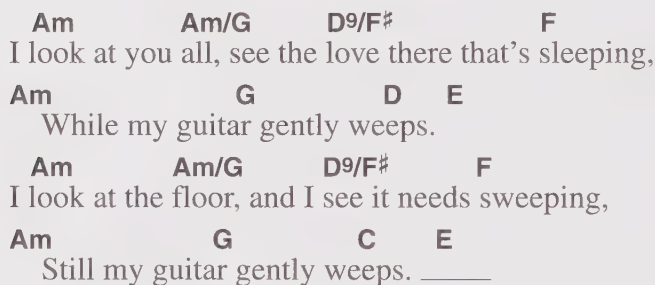 Am Am/G D9/F♯ F
I look at you all, see the love there that's sleeping,
Am G D E
While my guitar gently weeps.
Am Am/G D9/F♯ F
I look at the floor, and I see it needs sweeping,
Am G C E
Still my guitar gently weeps. _____